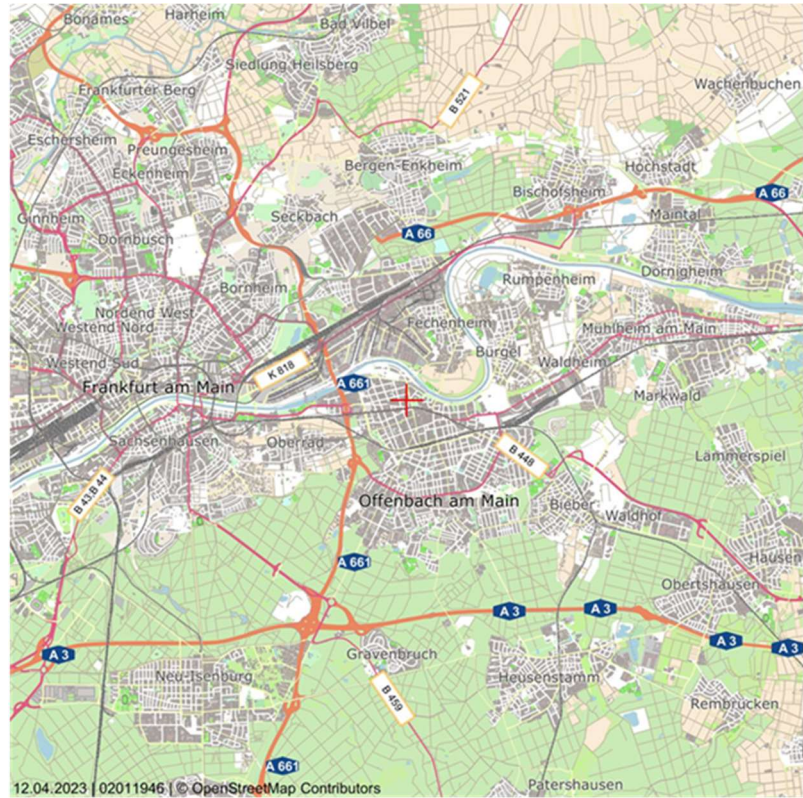 Bonames
Harheim
Bad Vilbel
Siedlung Heilsberg
Frankfurter Berg
B 521
Wachenbuchen
Eschersheim
Preungesheim
Eckenheim
Bergen-Enkheim
Hochstadt
Bischofsheim
A 66
Ginnheim
Seckbach
Maintal
A 66
Dornbusch
Dörnigheim
Rumpenheim
Bornheim
Nordend West
Westend Nord
Fechenheim
Mühlheim am Main
Bürgel
Westend-Süd
Waldheim
K 818
Frankfurt am Main
A 661
Markwald
Sachsenhausen
Oberrad
B 448
Lämmerspiel
B 43;B 44
Offenbach am Main
Bieber
Waldhof
Hausen
A 661
Obertshausen
A 3
A 3
A 3
A 3
A 3
Gravenbruch
Neu-Isenburg
Heusenstamm
B 459
Rembrücken
A 661
Patershausen
12.04.2023 | 02011946 | © OpenStreetMap Contributors